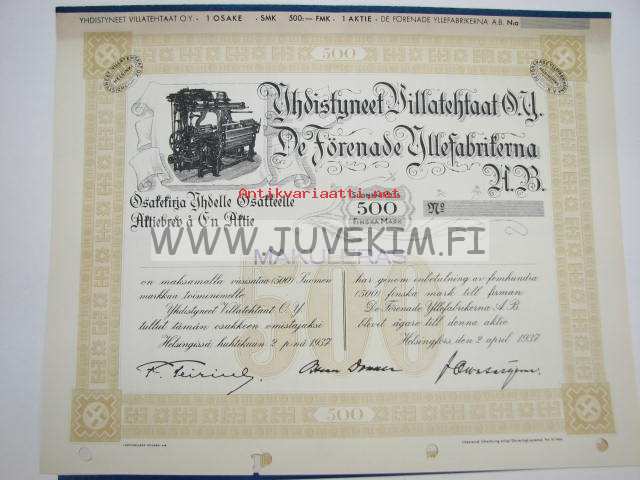 YHDISTYNEET VILLATEHTAAT O.Y. - 1 OSAKE - SMK 500:— FMK - 1 AKTIE - DE FÖRENADE YLLEFABRIKERNA A.B. N:o
500
Yhdistyneet Villatehtaat O.Y.
De Förenade Yllefabrikerna
A.B.
Antikvariaatti.net
Osakekirja Yhdelle Osakkeelle
Aktiebrev å En Aktie
500
FINSKA MARK
No
WWW.JUVEKIM.FI
MAKULERAS
500
on maksamalla viisisataa (500) Suomen
markkaa toiminimelle
Yhdistyneet Villatehtaat O.Y.
tullut tämän osakkeen omistajaksi
Helsingissä, huhtikuun 2 p:nä 1937
har genom inbetalning av femhundra
(500) finska mark till firman
De Förenade Yllefabrikerna A.B.
blivit ägare till denna aktie
Helsingfors, den 2 april 1937
500